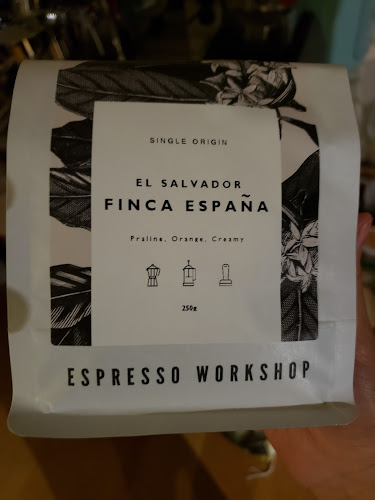 SINGLE ORIGIN
EL SALVADOR
FINCA ESPAÑA
Praline, Orange, Creamy
250g
ESPRESSO WORKSHOP